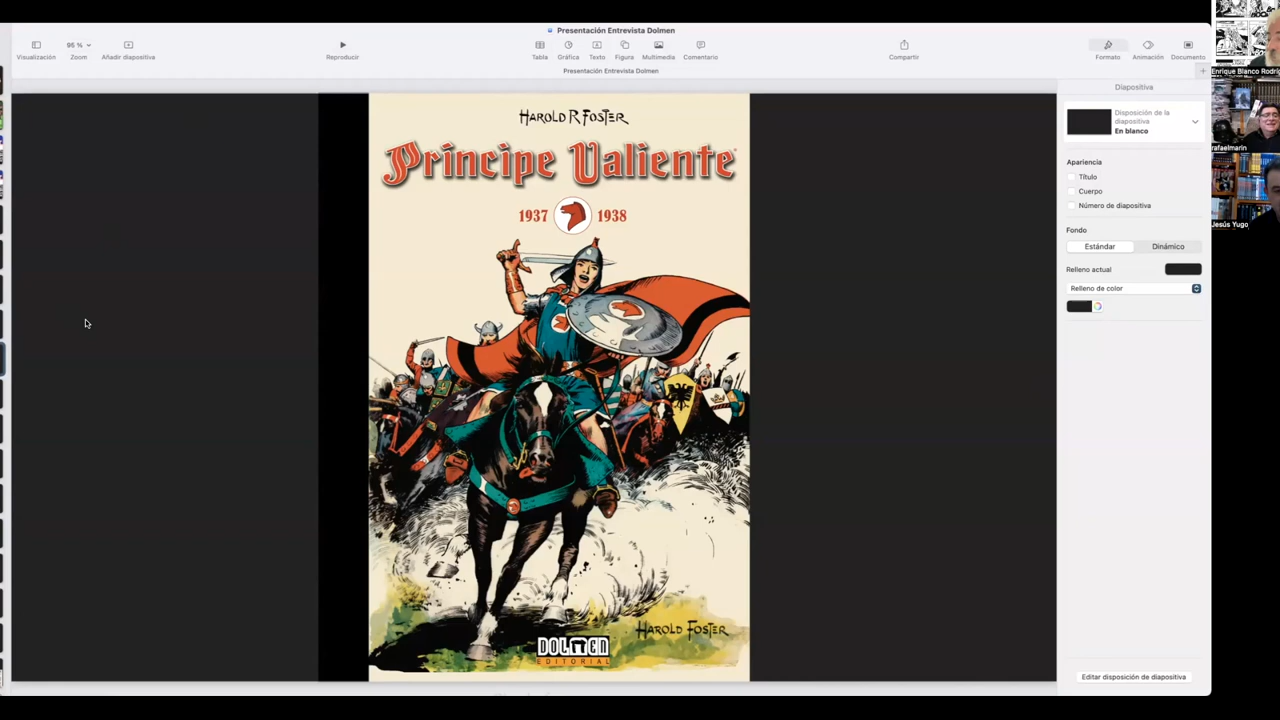 Presentación Entrevista Dolmen
95 %
Visualización
Zoom
Añadir diapositiva
Reproducir
Tabla
Gráfica
Texto
Figura
Multimedia
Comentario
Compartir
Formato
Animación
Documento
Presentación Entrevista Dolmen
Diapositiva
Disposición de la
diapositiva
En blanco
Apariencia
Título
Cuerpo
Número de diapositiva
Fondo
Estándar
Dinámico
Relleno actual
Relleno de color
Editar disposición de diapositiva
HAROLD R FOSTER
Príncipe Valiente
1937 1938
HAROLD FOSTER
DOLMEN
EDITORIAL
Enrique Blanco Rodrí
rafaelmarin
Jesús Yugo